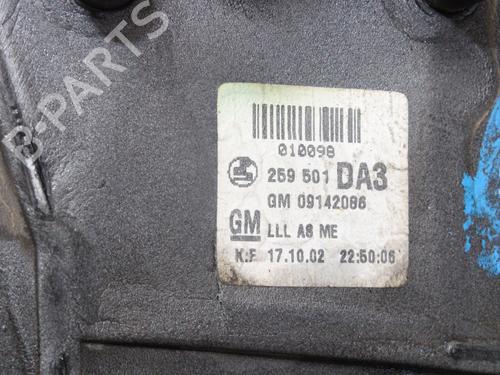 010098
259 501 DA3
GM 09142086
GM LLL A6 ME
K:F 17.10.02 22:50:06
B-PARTS